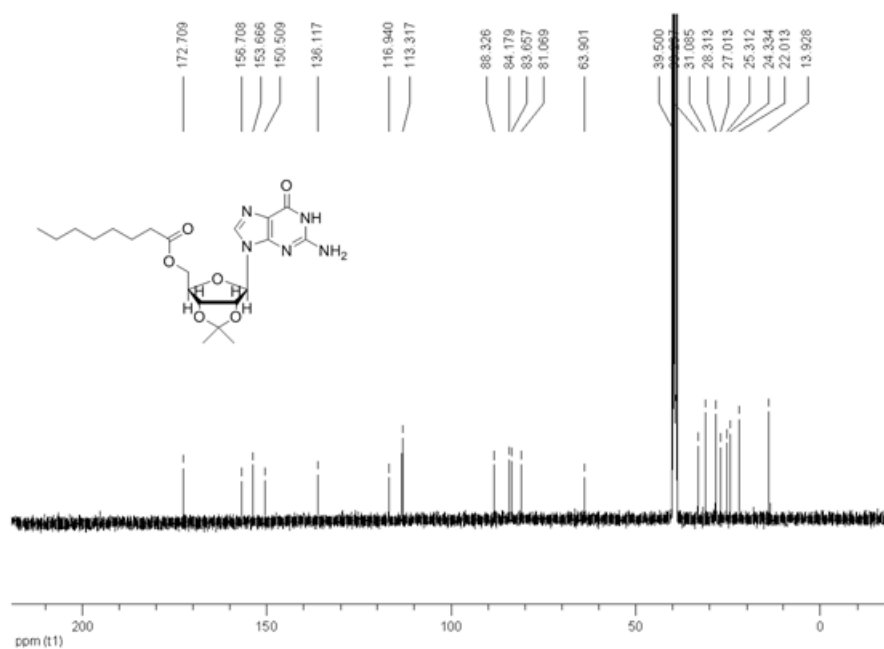 172.709
156.708
153.666
150.509
136.117
116.940
113.317
88.326
84.179
83.657
81.069
63.901
39.500
31.085
28.313
27.013
25.312
24.334
22.013
13.928
O
N
NH
O
N
N
NH2
O
O
H
H
H
H
O
O
200 150 100 50 0
ppm (t1)